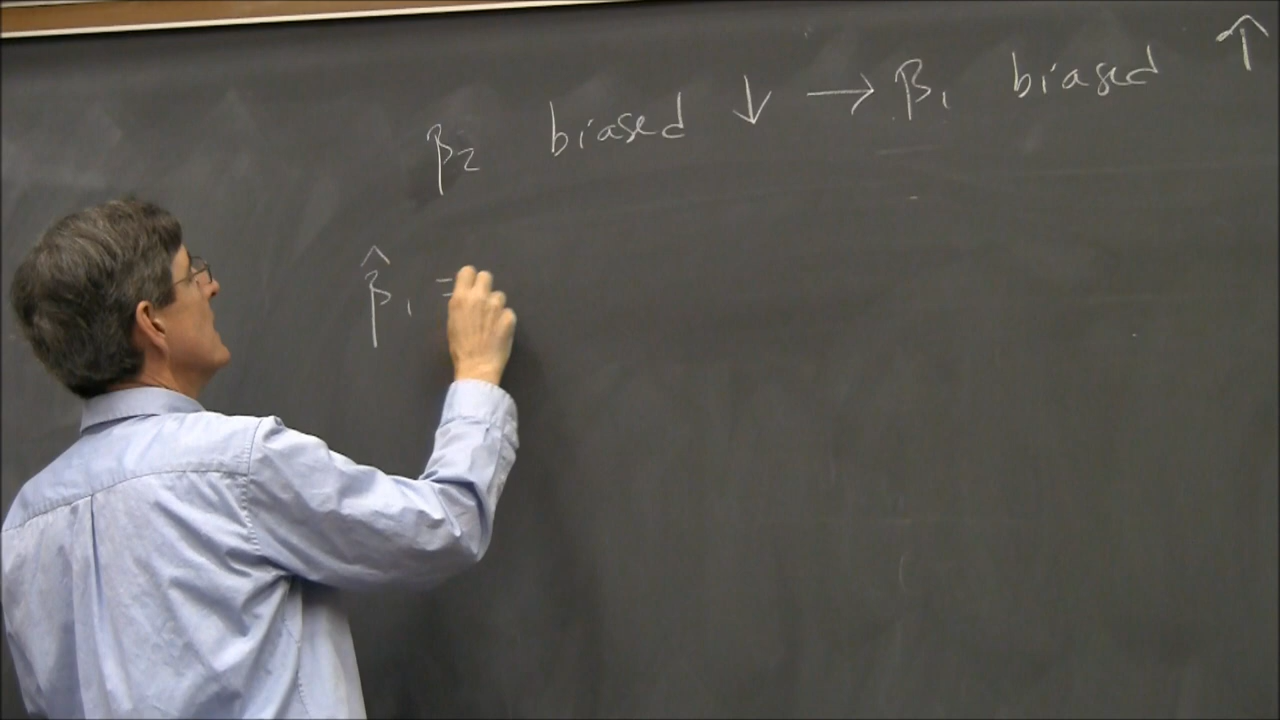 β₂ biased ↓ → β₁ biased ↑
β̂₁ =